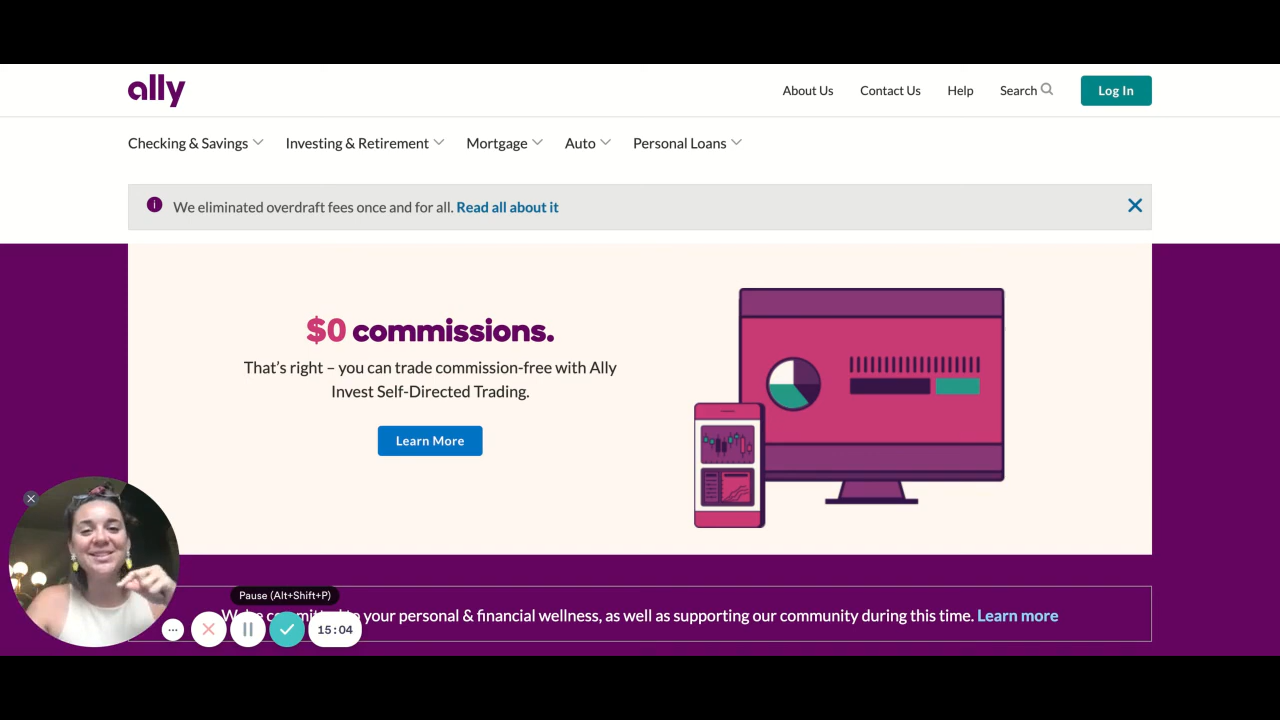 ally
About Us
Contact Us
Help
Search
Log In
Checking & Savings
Investing & Retirement
Mortgage
Auto
Personal Loans
We eliminated overdraft fees once and for all. Read all about it
$0 commissions.
That's right – you can trade commission-free with Ally
Invest Self-Directed Trading.
Learn More
Pause (Alt+Shift+P)
your personal & financial wellness, as well as supporting our community during this time. Learn more
15:04